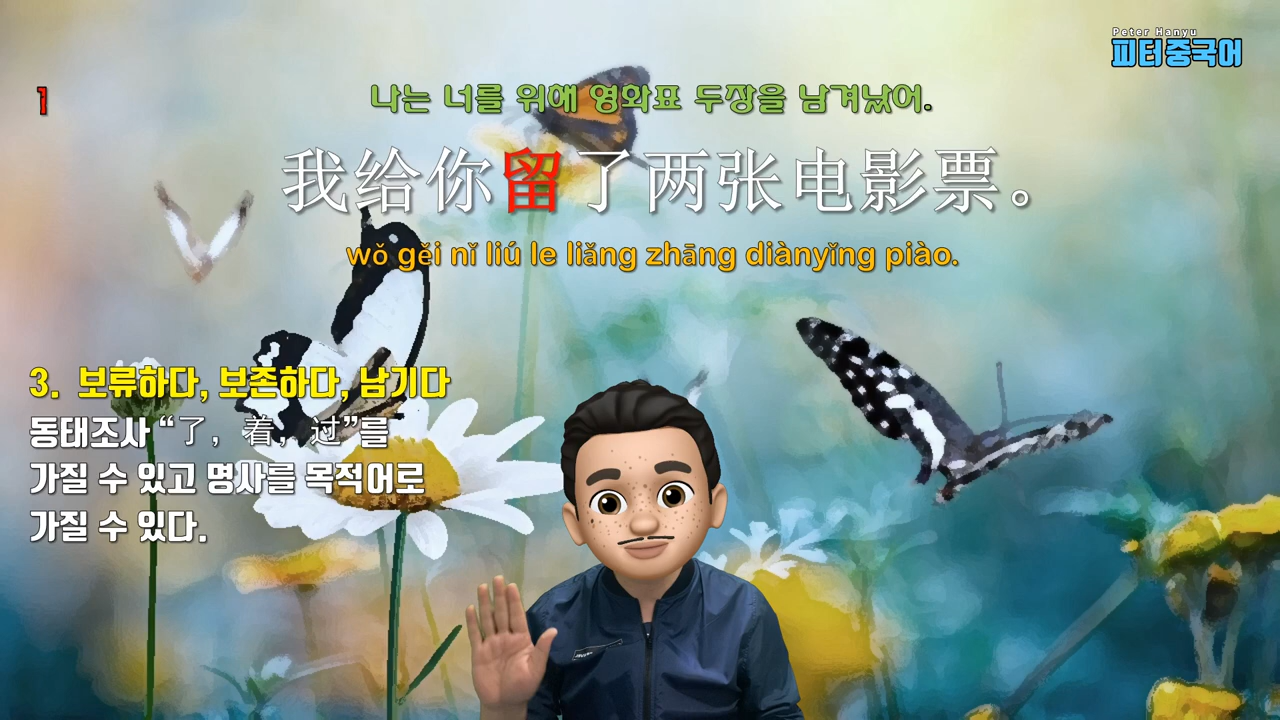 Peter Hanyu
피터중국어
1
나는 너를 위해 영화표 두장을 남겨놨어.
我给你留了两张电影票。
wǒ gěi nǐ liú le liǎng zhāng diànyǐng piào.
3. 보류하다, 보존하다, 남기다
동태조사 “了，着，过”를
가질 수 있고 명사를 목적어로
가질 수 있다.